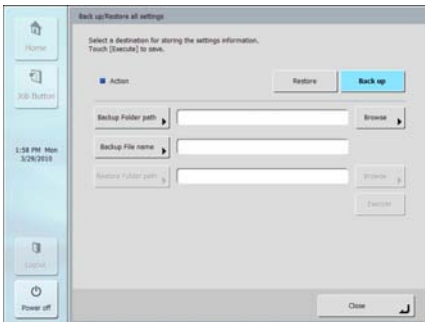 Back up/Restore all settings
Home
Job Button
1:58 PM Mon
3/29/2010
Logout
Power off
Select a destination for storing the settings information.
Touch [Execute] to save.
Action
Restore
Back up
Backup Folder path
Browse
Backup File name
Restore Folder path
Browse
Execute
Close